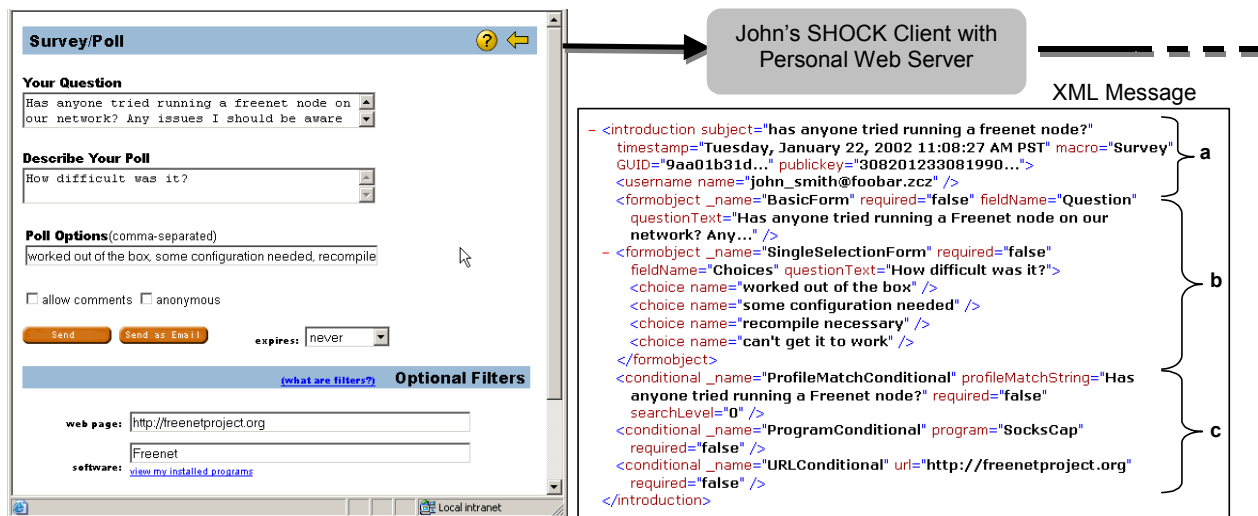 Survey/Poll
?
Your Question
Has anyone tried running a freenet node on
our network? Any issues I should be aware
Describe Your Poll
How difficult was it?
Poll Options(comma-separated)
worked out of the box, some configuration needed, recompile
allow comments anonymous
Send Send as Email expires: never
(what are filters?) Optional Filters
web page: http://freenetproject.org
Freenet
software: view my installed programs
Local intranet
John's SHOCK Client with
Personal Web Server
XML Message
- <introduction subject="has anyone tried running a freenet node?"
timestamp="Tuesday, January 22, 2002 11:08:27 AM PST" macro="Survey"
GUID="9aa01b31d..." publickey="308201233081990...">
<username name="john_smith@foobar.zcz" />
<formobject _name="BasicForm" required="false" fieldName="Question"
questionText="Has anyone tried running a Freenet node on our
network? Any..." />
- <formobject _name="SingleSelectionForm" required="false"
fieldName="Choices" questionText="How difficult was it?">
<choice name="worked out of the box" />
<choice name="some configuration needed" />
<choice name="recompile necessary" />
<choice name="can't get it to work" />
</formobject>
<conditional _name="ProfileMatchConditional" profileMatchString="Has
anyone tried running a Freenet node?" required="false"
searchLevel="0" />
<conditional _name="ProgramConditional" program="SocksCap"
required="false" />
<conditional _name="URLConditional" url="http://freenetproject.org"
required="false" />
</introduction>
a
b
c